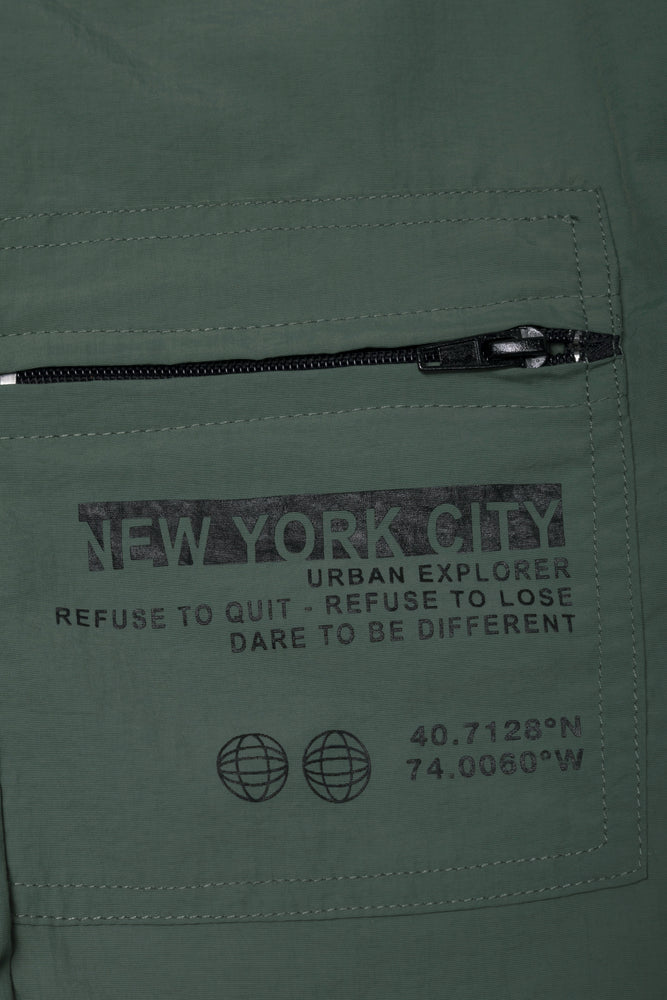 NEW YORK CITY
URBAN EXPLORER
REFUSE TO QUIT - REFUSE TO LOSE
DARE TO BE DIFFERENT
40.7128°N
74.0060°W